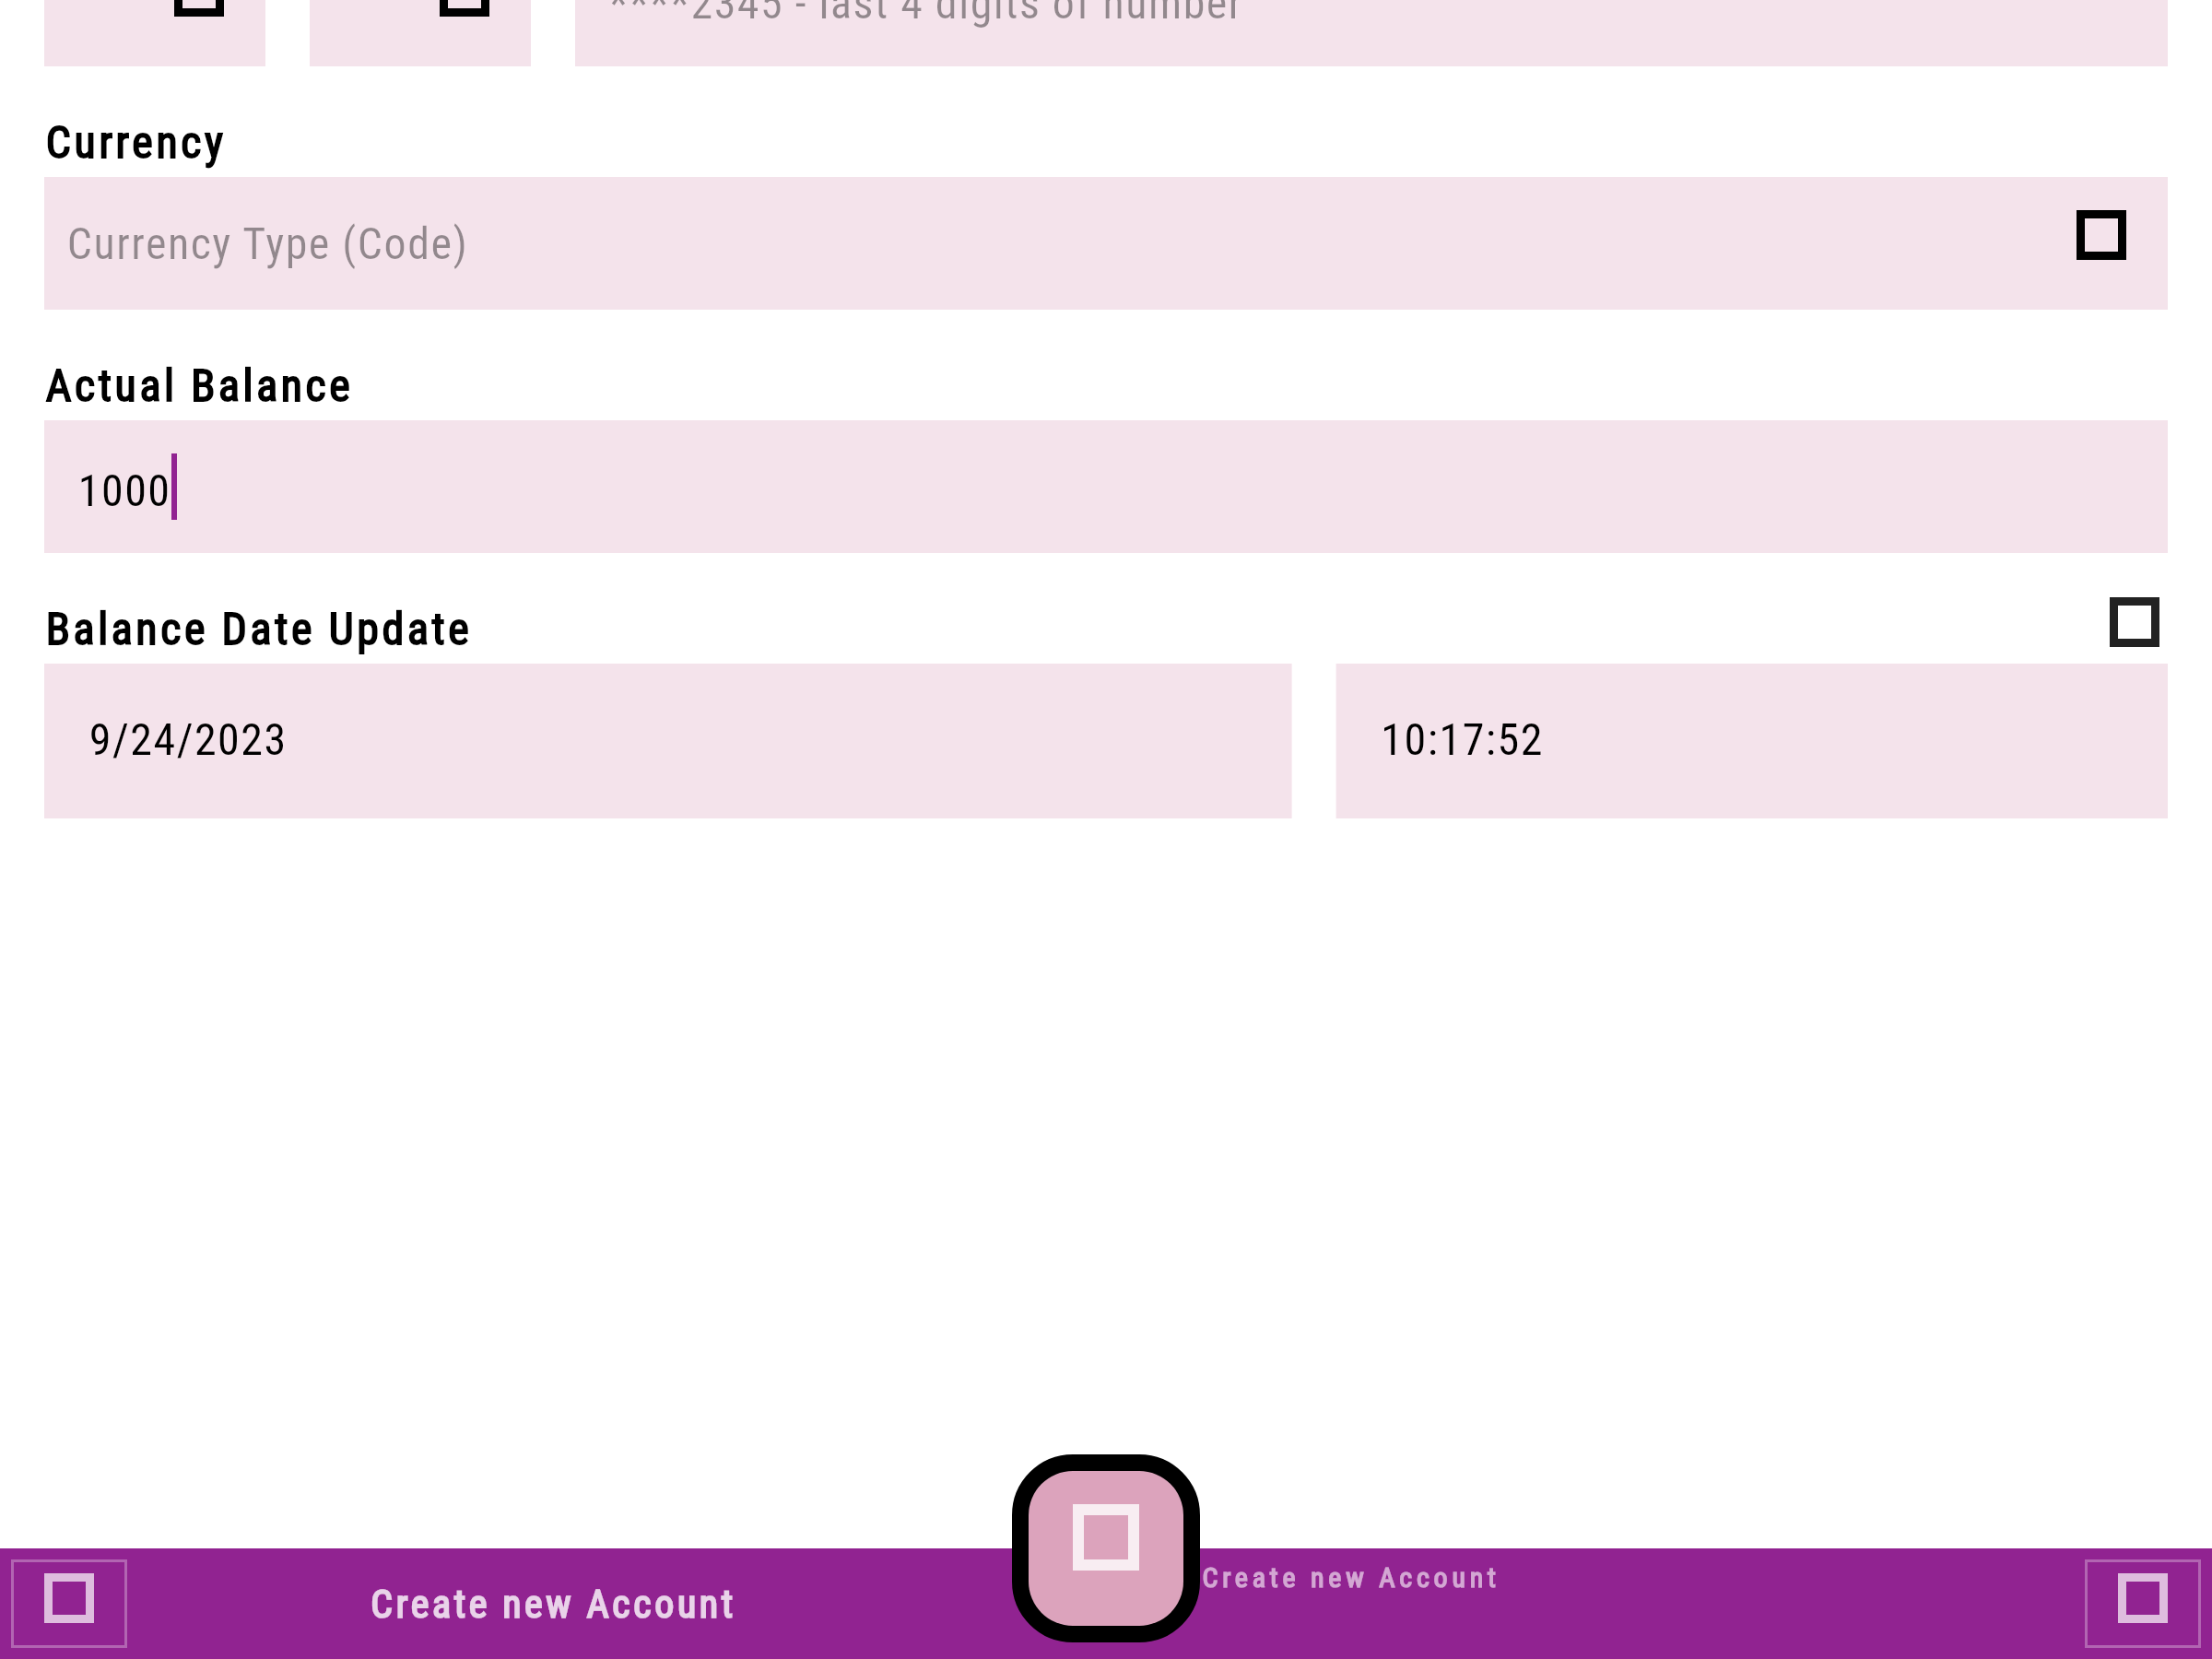 ****2345 - last 4 digits of number
Currency
Currency Type (Code)
Actual Balance
1000
Balance Date Update
9/24/2023
10:17:52
Create new Account
Create new Account